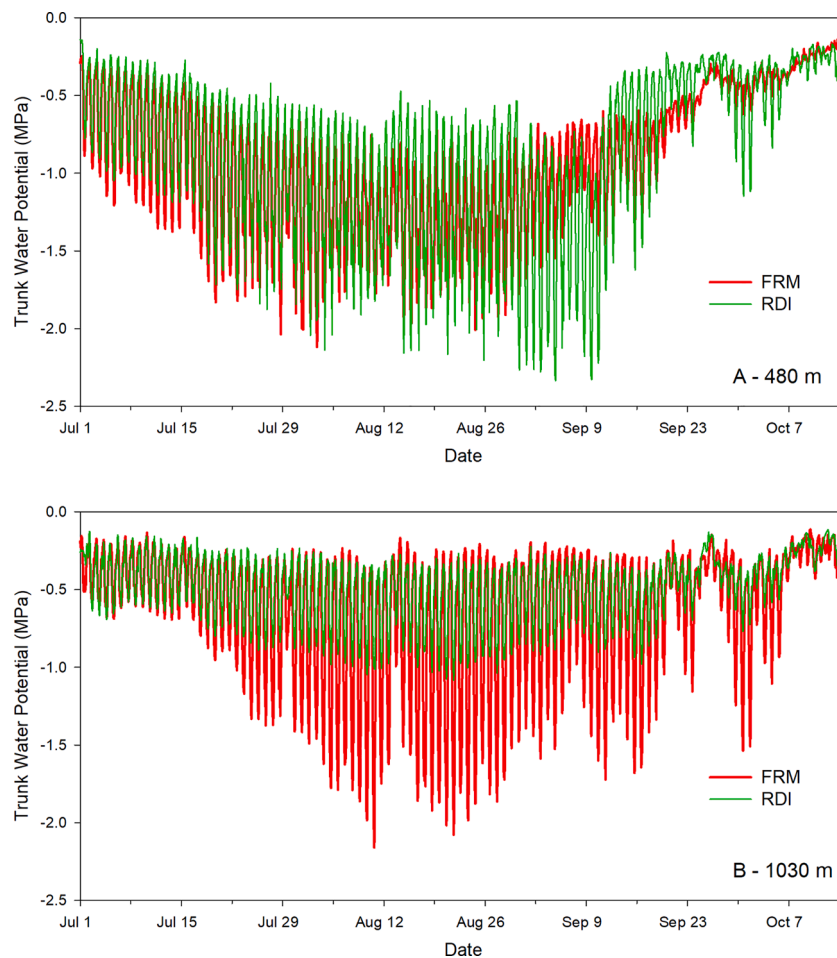 0.0
-0.5
-1.0
-1.5
-2.0
-2.5
Trunk Water Potential (MPa)
FRM
RDI
A - 480 m
Jul 1 Jul 15 Jul 29 Aug 12 Aug 26 Sep 9 Sep 23 Oct 7
Date
0.0
-0.5
-1.0
-1.5
-2.0
-2.5
Trunk Water Potential (MPa)
FRM
RDI
B - 1030 m
Jul 1 Jul 15 Jul 29 Aug 12 Aug 26 Sep 9 Sep 23 Oct 7
Date